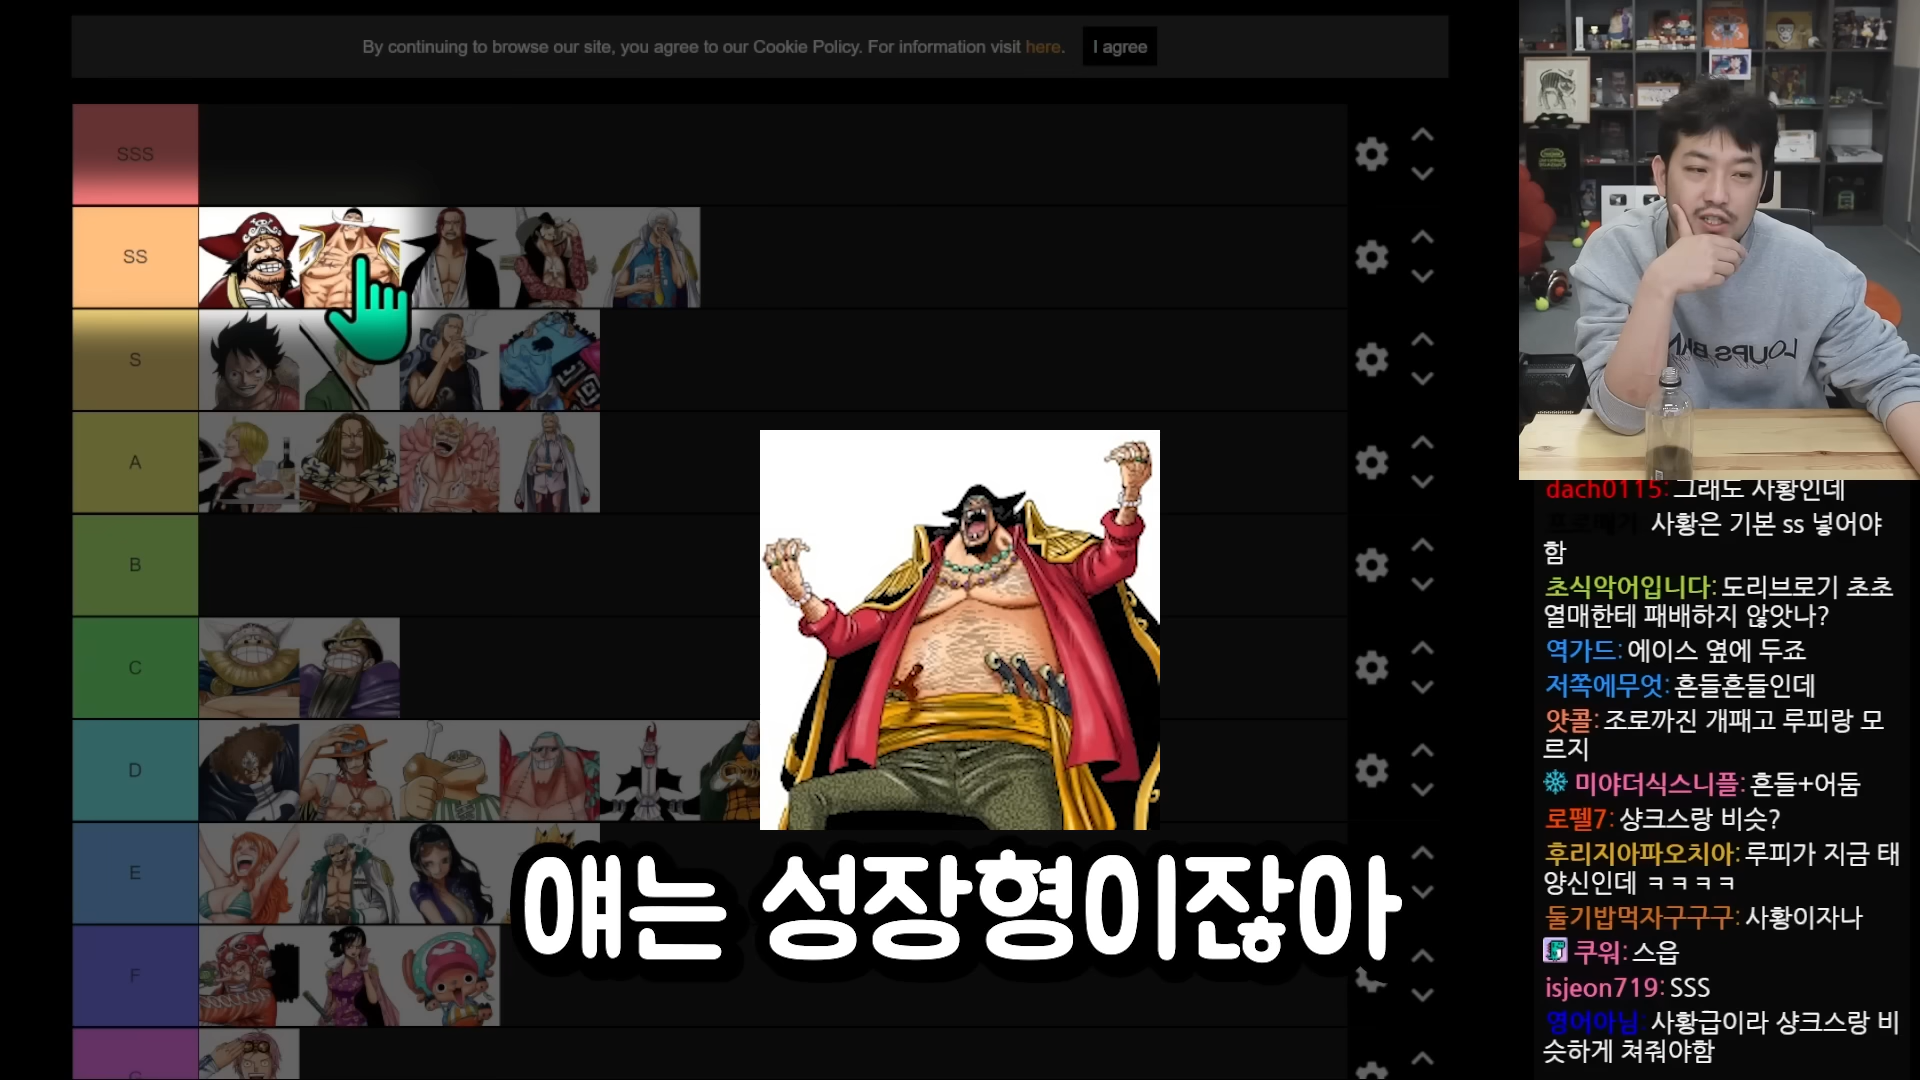 By continuing to browse our site, you agree to our Cookie Policy. For information visit here.
I agree
SSS
SS
S
A
B
C
D
E
F
G
얘는 성장형이잖아
LOUPS BAN
dach0115: 그래도 사황인데
사황은 기본 ss 넣어야
함
초식악어입니다: 도리브로기 초초
열매한테 패배하지 않앗나?
역가드: 에이스 옆에 두죠
저쪽에무엇: 흔들흔들인데
얏콜: 조로까진 개패고 루피랑 모
르지
미야더식스니플: 흔들+어둠
로펠7: 샹크스랑 비슷?
후리지아파오치아: 루피가 지금 태
양신인데 ㅋㅋㅋㅋ
둘기밥먹자구구구: 사황이자나
쿠워: 스읍
isjeon719: SSS
영어아님: 사황급이라 샹크스랑 비
슷하게 쳐줘야함